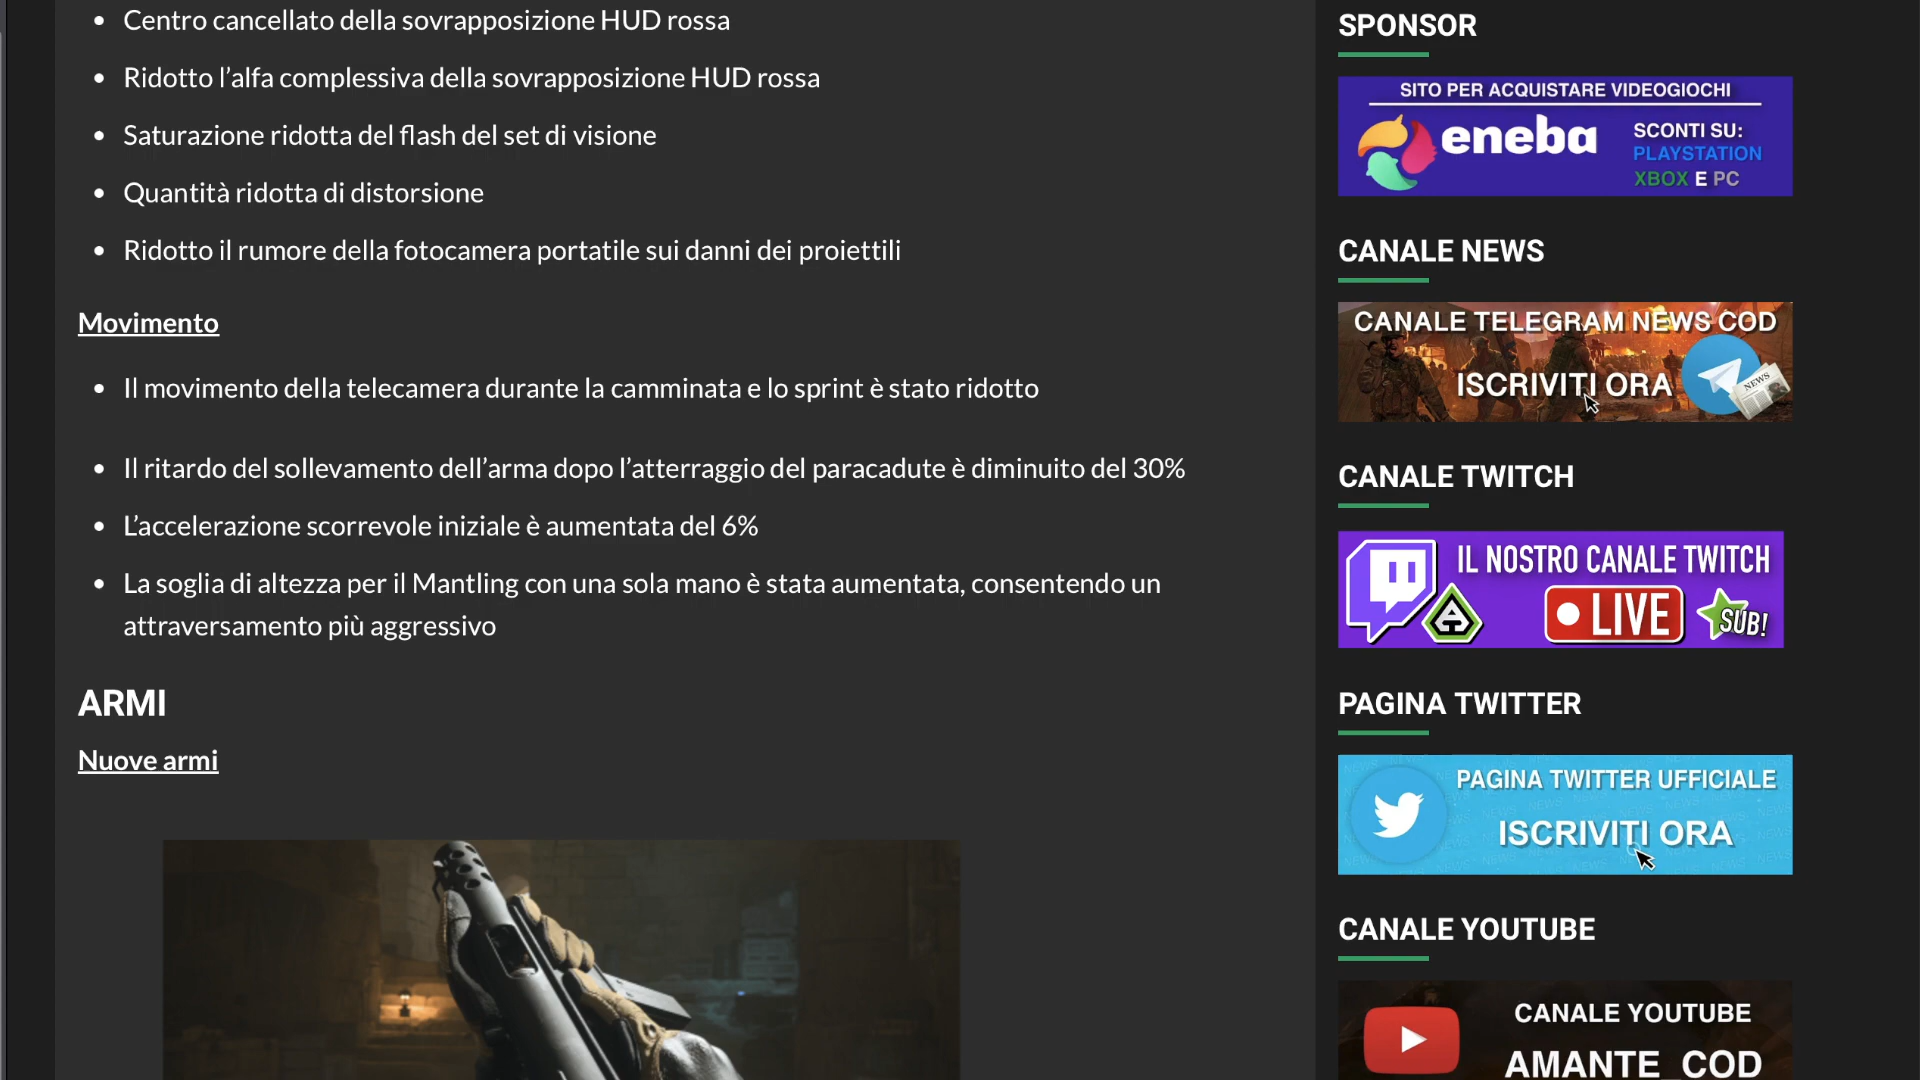 Centro cancellato della sovrapposizione HUD rossa
Ridotto l’alfa complessiva della sovrapposizione HUD rossa
Saturazione ridotta del flash del set di visione
Quantità ridotta di distorsione
Ridotto il rumore della fotocamera portatile sui danni dei proiettili
Movimento
Il movimento della telecamera durante la camminata e lo sprint è stato ridotto
Il ritardo del sollevamento dell’arma dopo l’atterraggio del paracadute è diminuito del 30%
L’accelerazione scorrevole iniziale è aumentata del 6%
La soglia di altezza per il Mantling con una sola mano è stata aumentata, consentendo un
attraversamento più aggressivo
ARMI
Nuove armi
SPONSOR
SITO PER ACQUISTARE VIDEOGIOCHI
eneba
SCONTI SU:
PLAYSTATION
XBOX E PC
CANALE NEWS
CANALE TELEGRAM NEWS COD
ISCRIVITI ORA
NEWS
CANALE TWITCH
IL NOSTRO CANALE TWITCH
LIVE
SUB!
PAGINA TWITTER
PAGINA TWITTER UFFICIALE
ISCRIVITI ORA
CANALE YOUTUBE
CANALE YOUTUBE
AMANTE_COD